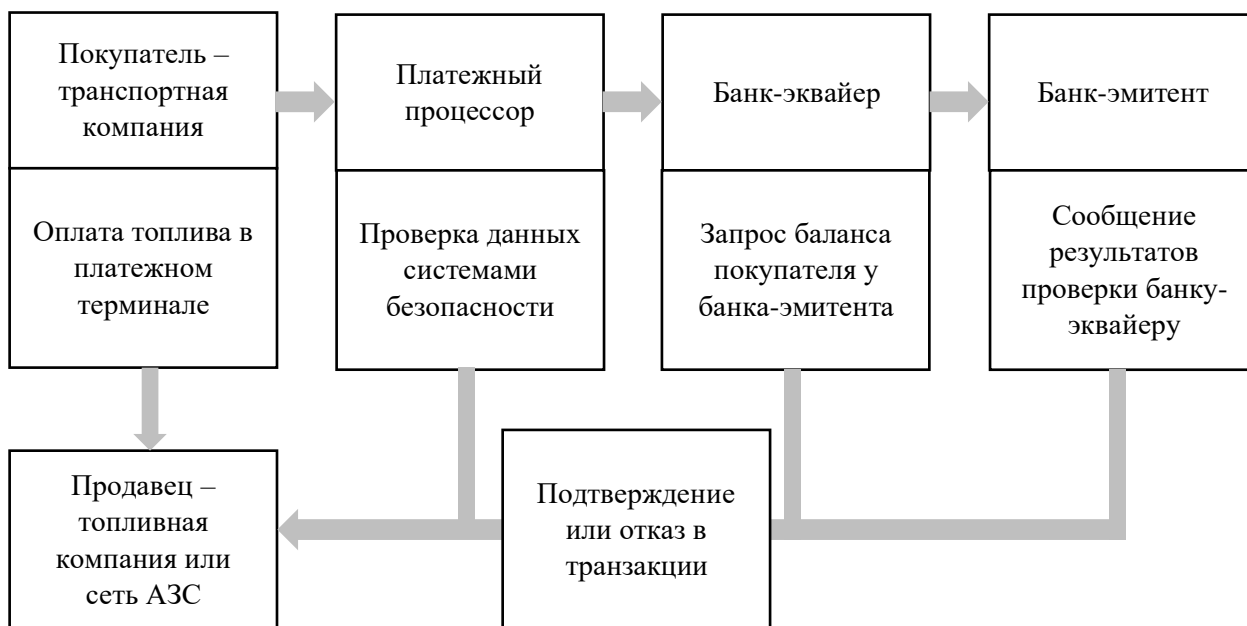 Покупатель –
транспортная
компания
Платежный
процессор
Банк-эквайер
Банк-эмитент
Оплата топлива в
платежном
терминале
Проверка данных
системами
безопасности
Запрос баланса
покупателя у
банка-эмитента
Сообщение
результатов
проверки банку-
эквайеру
Продавец –
топливная
компания или
сеть АЗС
Подтверждение
или отказ в
транзакции